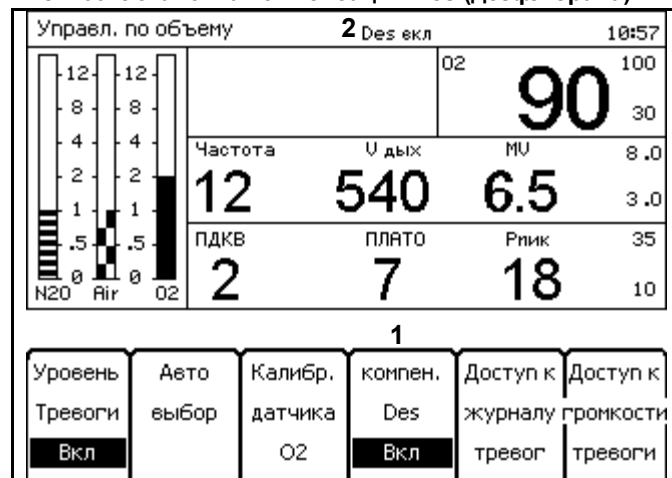 Управл. по объему 2 Des вкл 10:57
12 12
8 8
4 4
2 2
1 1
.5 .5
0 0
N2O Air O2
O2 90 100
30
Частота V дых MV 8.0
12 540 6.5 3.0
ПДКВ ПЛАТО Рпик 35
2 7 18 10
1
Уровень Тревоги Вкл
Авто выбор
Калибр. датчика O2
компен. Des Вкл
Доступ к журналу тревог
Доступ к громкости тревоги